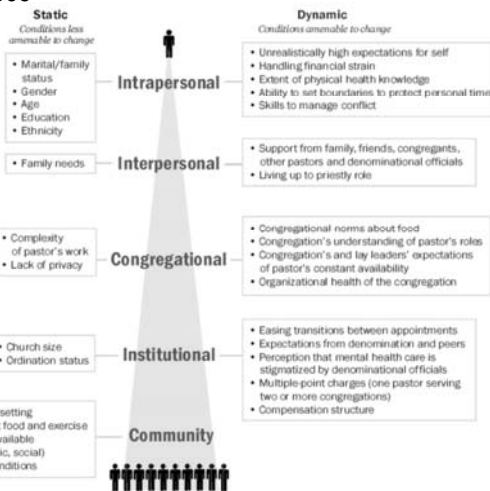 Static
Conditions less
amenable to change
Dynamic
Conditions amenable to change
• Marital/family
status
• Gender
• Age
• Education
• Ethnicity
Intrapersonal
• Unrealistically high expectations for self
• Handling financial strain
• Extent of physical health knowledge
• Ability to set boundaries to protect personal time
• Skills to manage conflict
• Family needs
Interpersonal
• Support from family, friends, congregants,
other pastors and denominational officials
• Living up to priestly role
• Complexity
of pastor's work
• Lack of privacy
Congregational
• Congregational norms about food
• Congregation's understanding of pastor's roles
• Congregation's and lay leaders' expectations
of pastor's constant availability
• Organizational health of the congregation
• Church size
• Ordination status
Institutional
• Easing transitions between appointments
• Expectations from denomination and peers
• Perception that mental health care is
stigmatized by denominational officials
• Multiple-point charges (one pastor serving
two or more congregations)
• Compensation structure
setting
food and exercise
Community